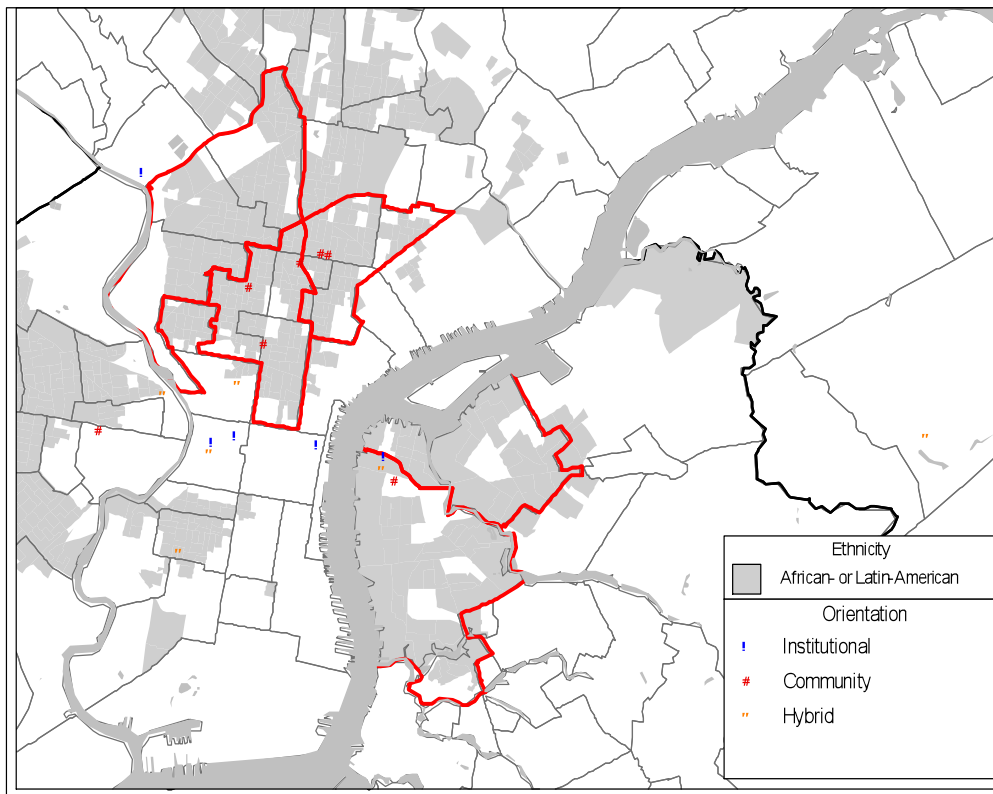 !
##
#
#
#
"
"
#
!
!
"
!
!
"
#
"
"
Ethnicity
African- or Latin-American
Orientation
! Institutional
# Community
" Hybrid